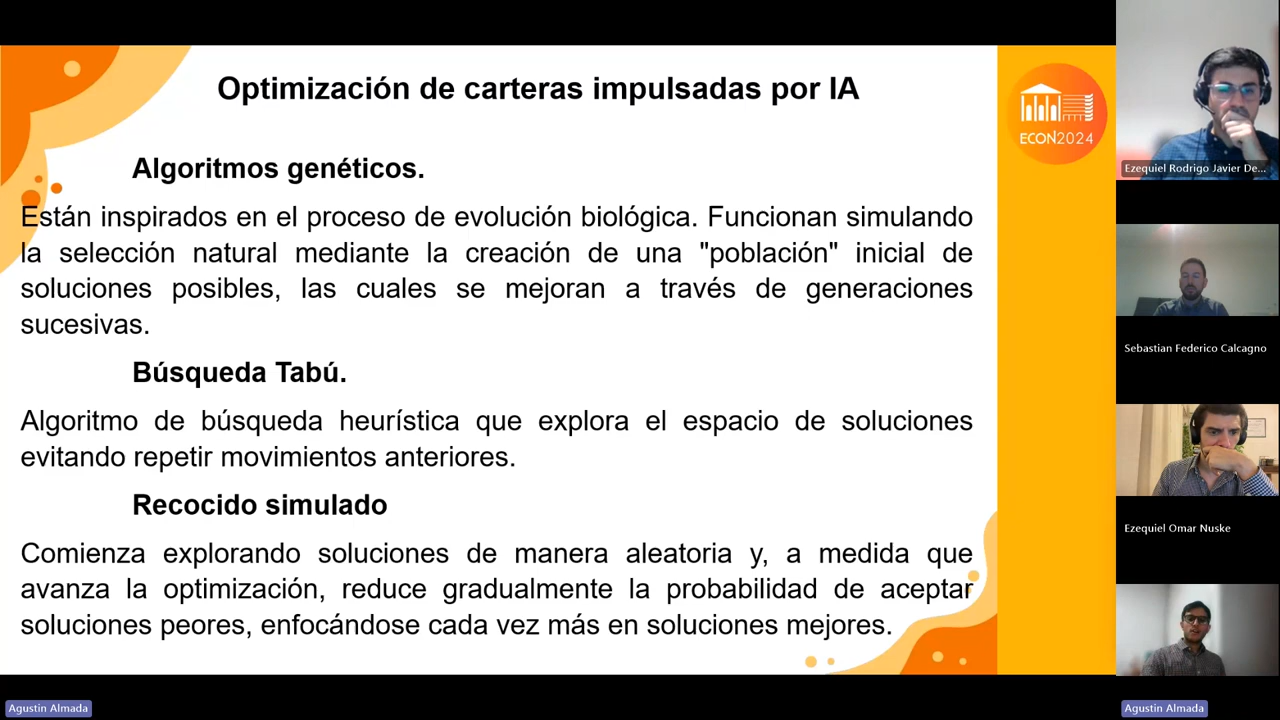 Optimización de carteras impulsadas por IA
Algoritmos genéticos.
Están inspirados en el proceso de evolución biológica. Funcionan simulando
la selección natural mediante la creación de una "población" inicial de
soluciones posibles, las cuales se mejoran a través de generaciones
sucesivas.
Búsqueda Tabú.
Algoritmo de búsqueda heurística que explora el espacio de soluciones
evitando repetir movimientos anteriores.
Recocido simulado
Comienza explorando soluciones de manera aleatoria y, a medida que
avanza la optimización, reduce gradualmente la probabilidad de aceptar
soluciones peores, enfocándose cada vez más en soluciones mejores.
ECON2024
Ezequiel Rodrigo Javier De...
Sebastian Federico Calcagno
Ezequiel Omar Nuske
Agustin Almada
Agustin Almada